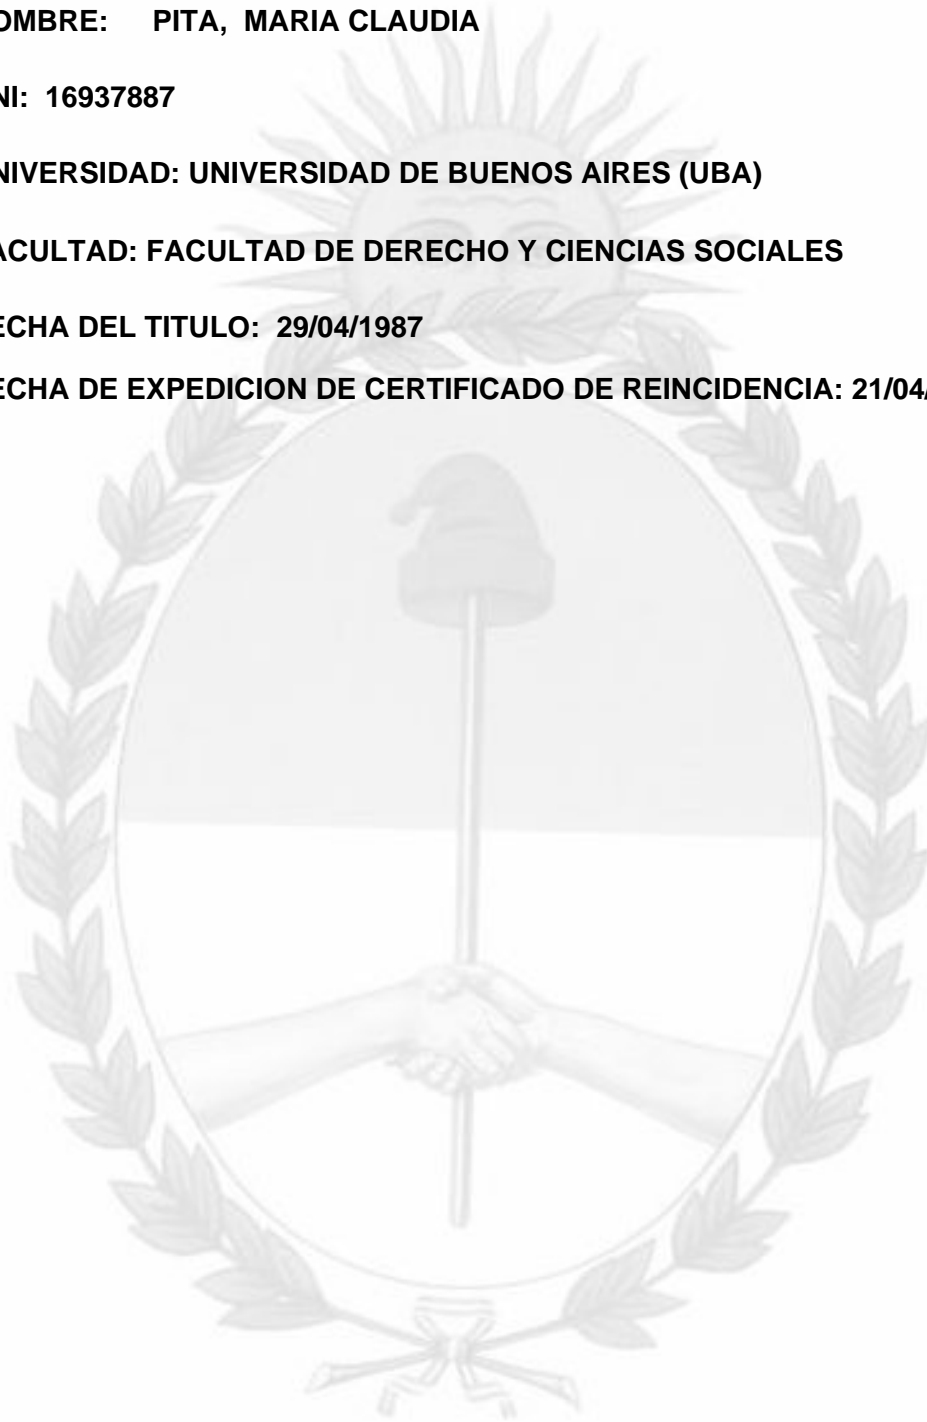 OMBRE: PITA, MARIA CLAUDIA
NI: 16937887
NIVERSIDAD: UNIVERSIDAD DE BUENOS AIRES (UBA)
ACULTAD: FACULTAD DE DERECHO Y CIENCIAS SOCIALES
ECHA DEL TITULO: 29/04/1987
ECHA DE EXPEDICION DE CERTIFICADO DE REINCIDENCIA: 21/04/